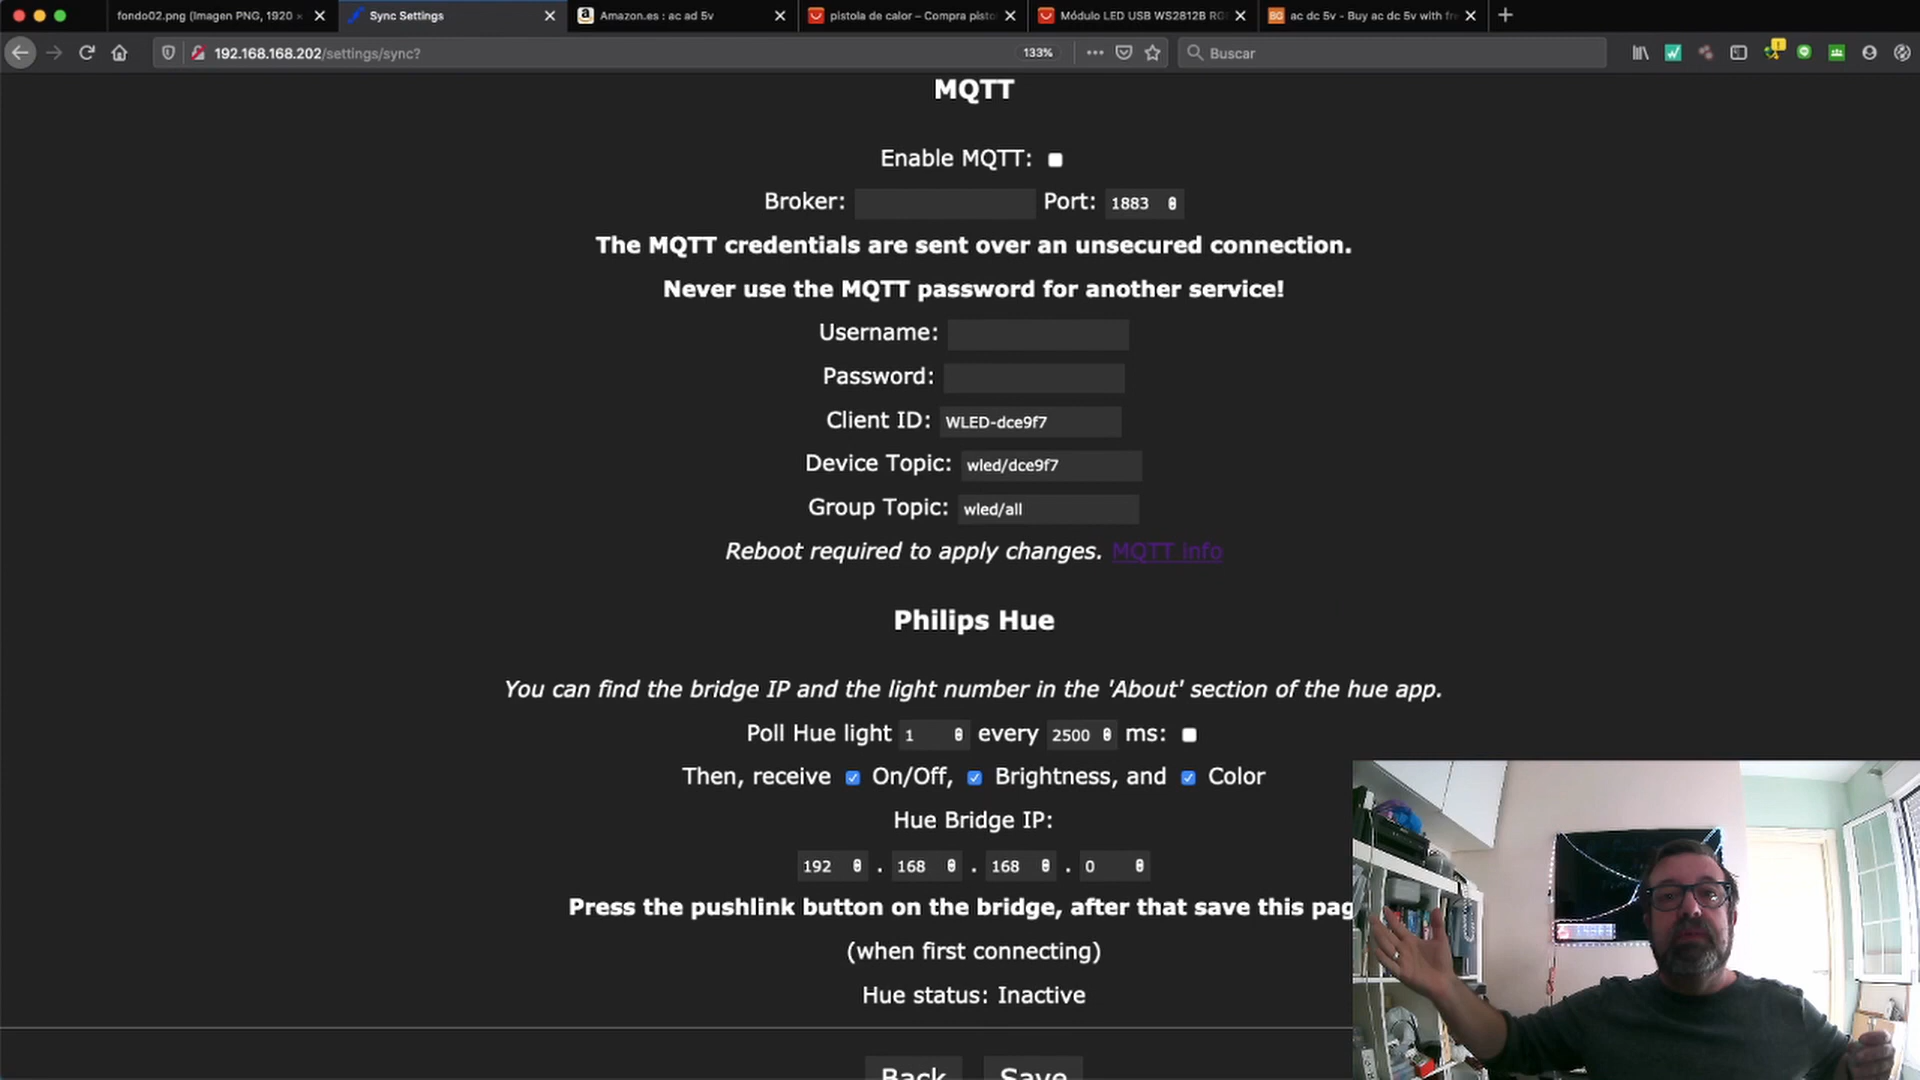 fondo02.png (Imagen PNG, 1920 ×
Sync Settings
Amazon.es : ac ad 5v
pistola de calor – Compra pisto
Módulo LED USB WS2812B RG
BG
ac dc 5v - Buy ac dc 5v with fre
192.168.168.202/settings/sync?
133%
Buscar
MQTT
Enable MQTT:
Broker: Port: 1883
The MQTT credentials are sent over an unsecured connection.
Never use the MQTT password for another service!
Username:
Password:
Client ID: WLED-dce9f7
Device Topic: wled/dce9f7
Group Topic: wled/all
Reboot required to apply changes. MQTT info
Philips Hue
You can find the bridge IP and the light number in the 'About' section of the hue app.
Poll Hue light 1 every 2500 ms:
Then, receive On/Off, Brightness, and Color
Hue Bridge IP:
192 . 168 . 168 . 0
Press the pushlink button on the bridge, after that save this pag
(when first connecting)
Hue status: Inactive
Back Save